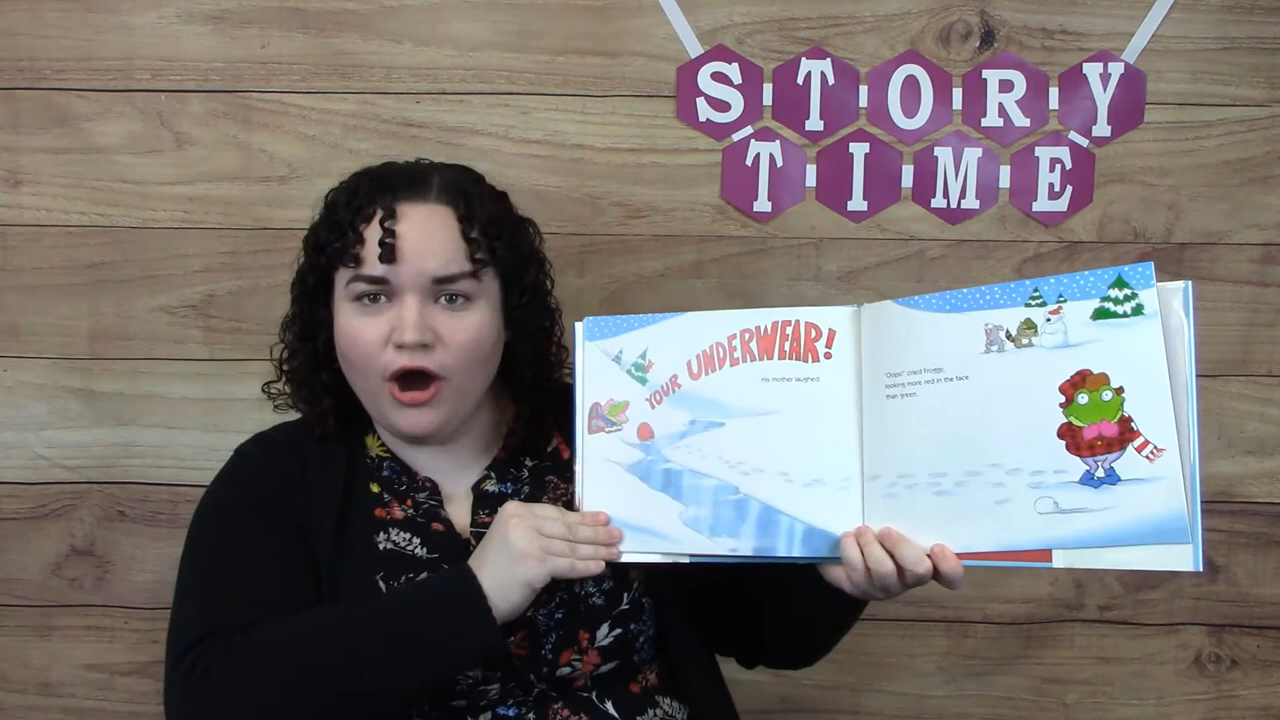 STORY
TIME
YOUR UNDERWEAR!
His mother laughed.
"Oops!" cried Froggy,
looking more red in the face
than green.